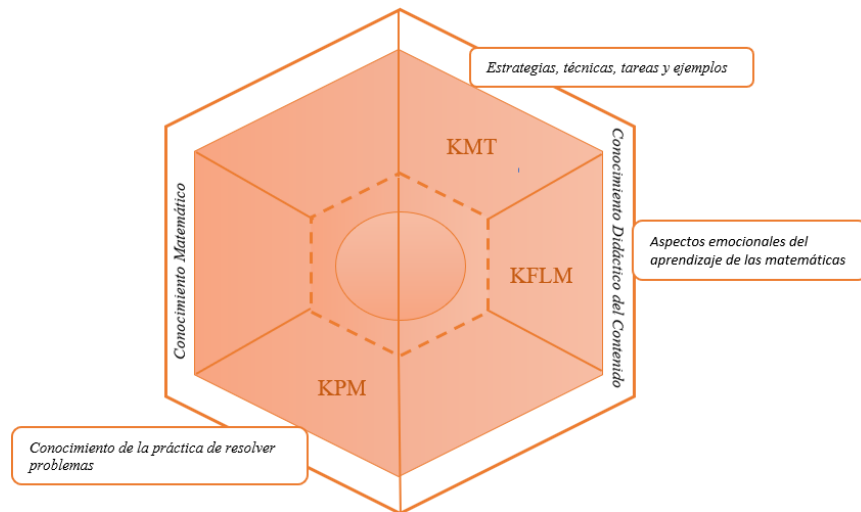 Estrategias, técnicas, tareas y ejemplos
KMT
Conocimiento Matemático
Conocimiento Didáctico del Contenido
Aspectos emocionales del
aprendizaje de las matemáticas
KFLM
KPM
Conocimiento de la práctica de resolver
problemas